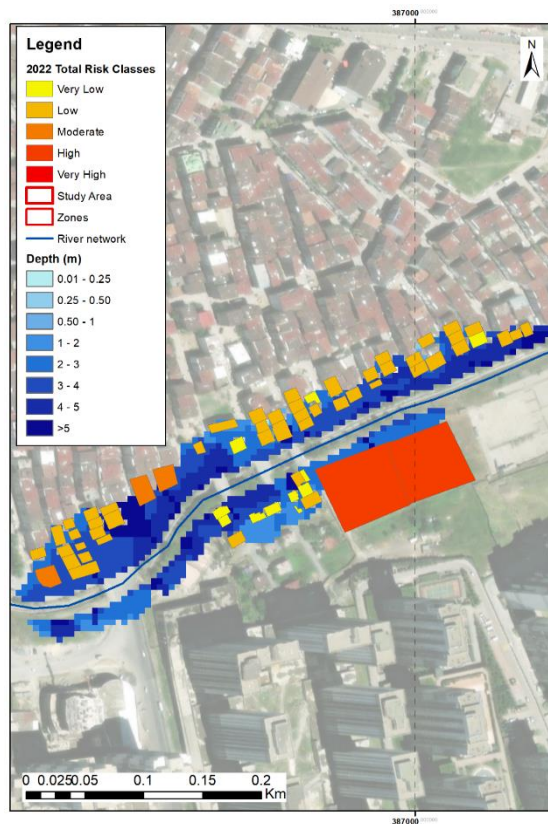 387000
N
Legend
2022 Total Risk Classes
Very Low
Low
Moderate
High
Very High
Study Area
Zones
River network
Depth (m)
0.01 - 0.25
0.25 - 0.50
0.50 - 1
1 - 2
2 - 3
3 - 4
4 - 5
>5
0 0.025 0.05 0.1 0.15 0.2
Km
387000